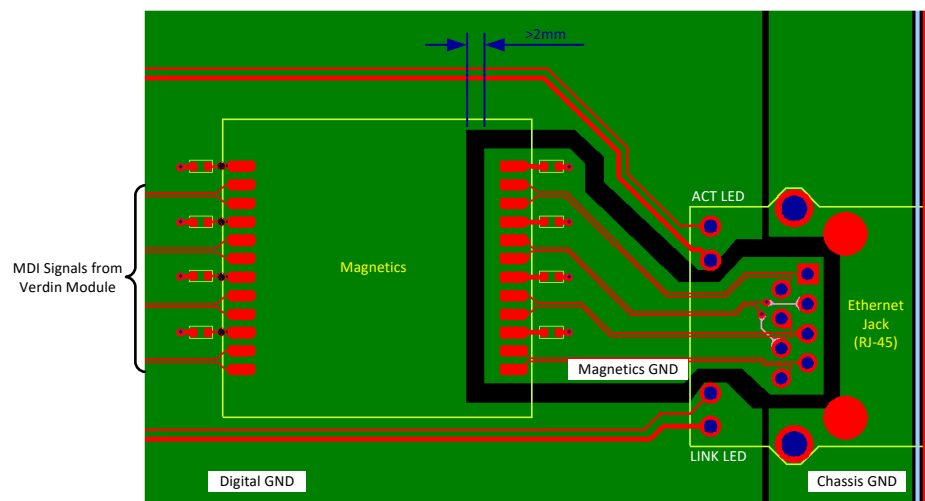 >2mm
ACT LED
MDI Signals from
Verdin Module
Magnetics
Ethernet
Jack
(RJ-45)
Magnetics GND
LINK LED
Digital GND
Chassis GND